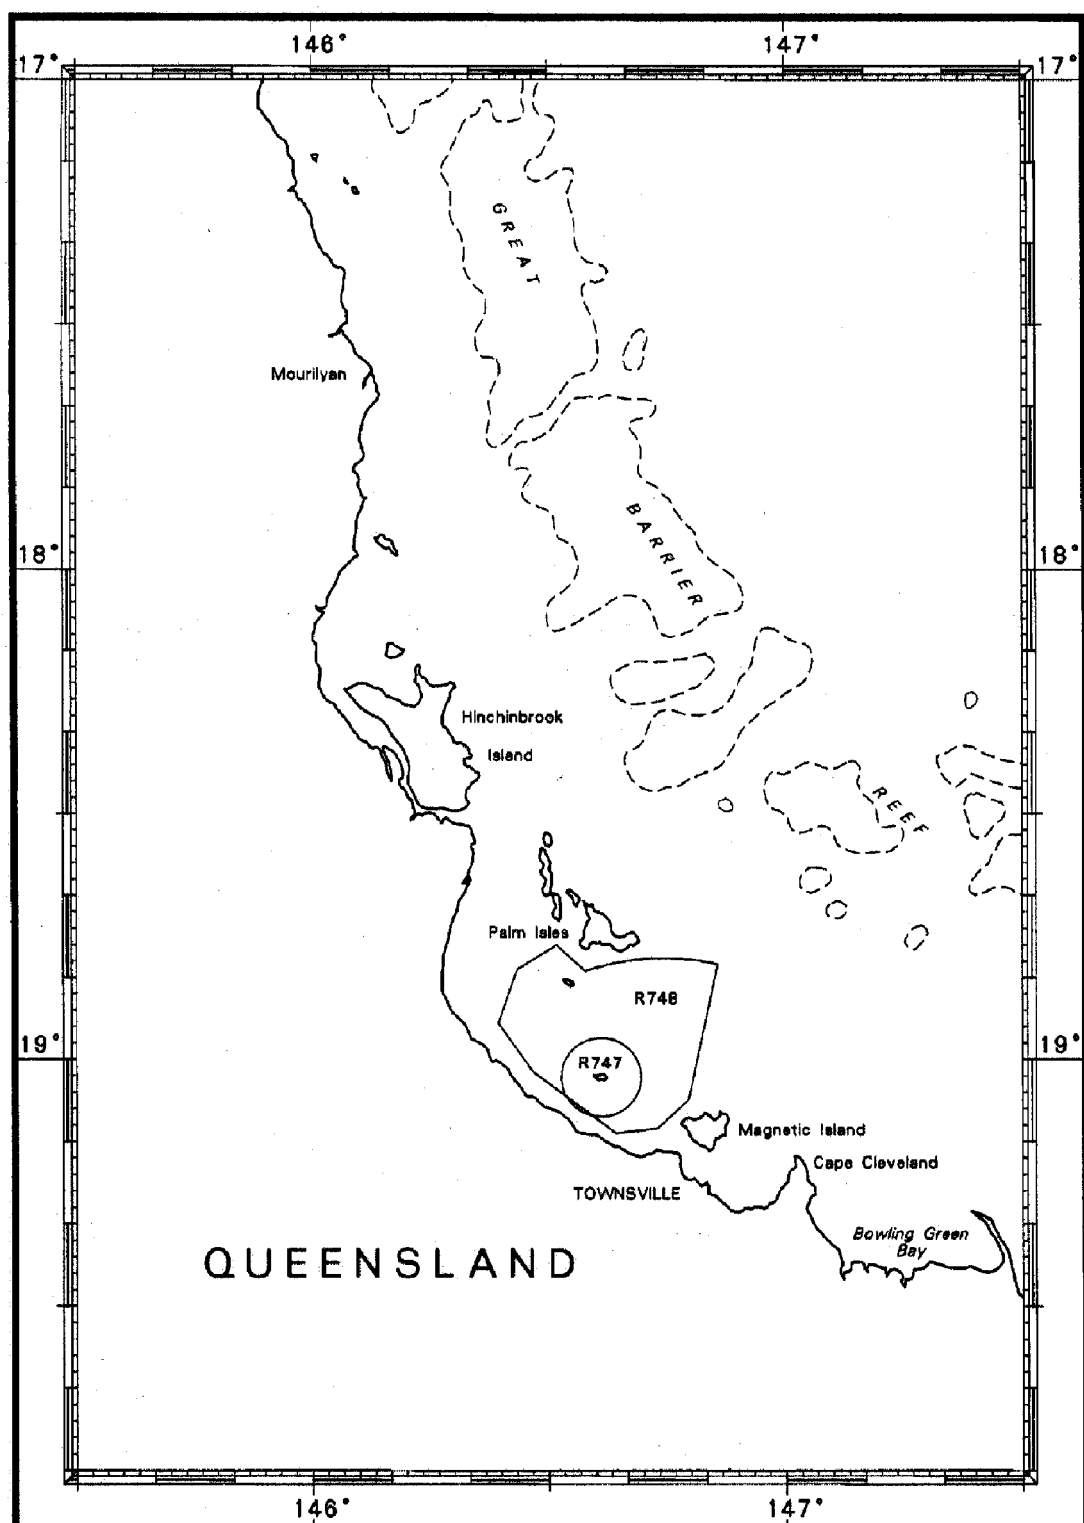 146° 147°
17° 17°
GREAT
Mourilyan
BARRIER
18° 18°
Hinchinbrook
Island
REEF
Palm Isles
R748
19° 19°
R747
Magnetic Island
Cape Cleveland
TOWNSVILLE
Bowling Green
Bay
QUEENSLAND
146° 147°